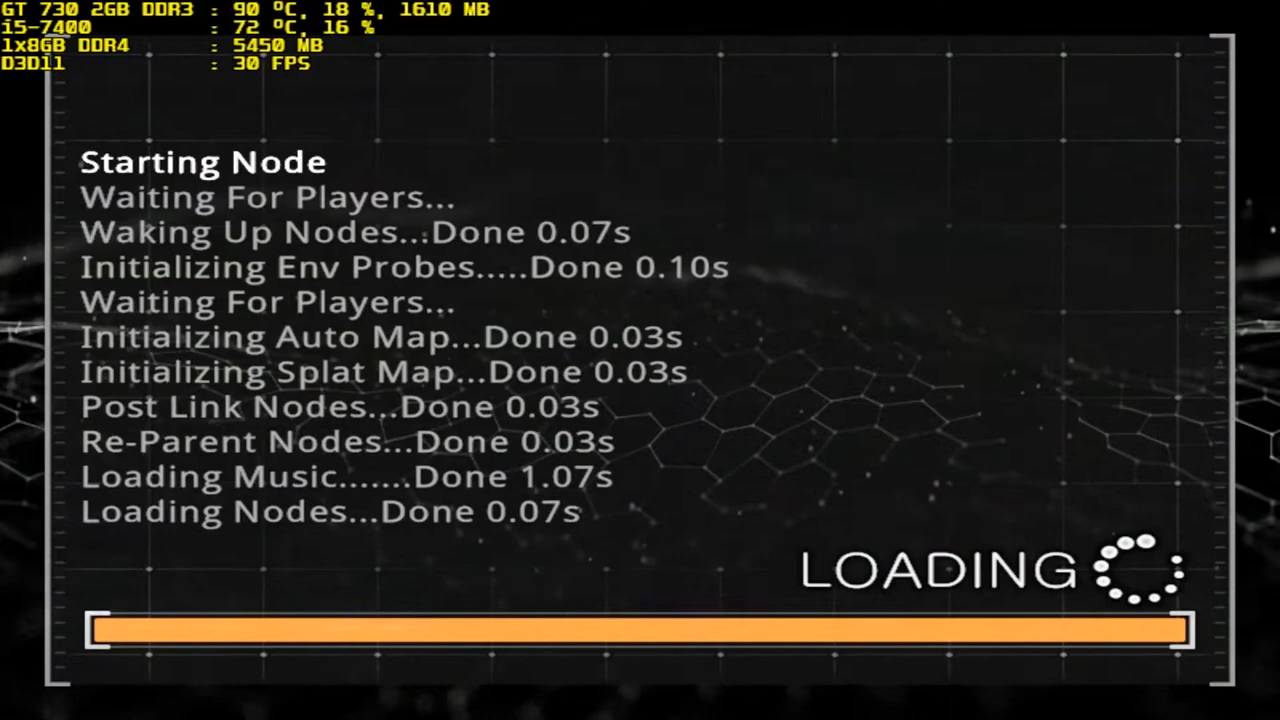 GT 730 2GB DDR3 : 90 ºC, 18 %, 1610 MB
i5-7400 : 72 ºC, 16 %
1x8GB DDR4 : 5450 MB
D3D11 : 30 FPS
Starting Node
Waiting For Players...
Waking Up Nodes...Done 0.07s
Initializing Env Probes.....Done 0.10s
Waiting For Players...
Initializing Auto Map...Done 0.03s
Initializing Splat Map...Done 0.03s
Post Link Nodes...Done 0.03s
Re-Parent Nodes...Done 0.03s
Loading Music.......Done 1.07s
Loading Nodes...Done 0.07s
LOADING